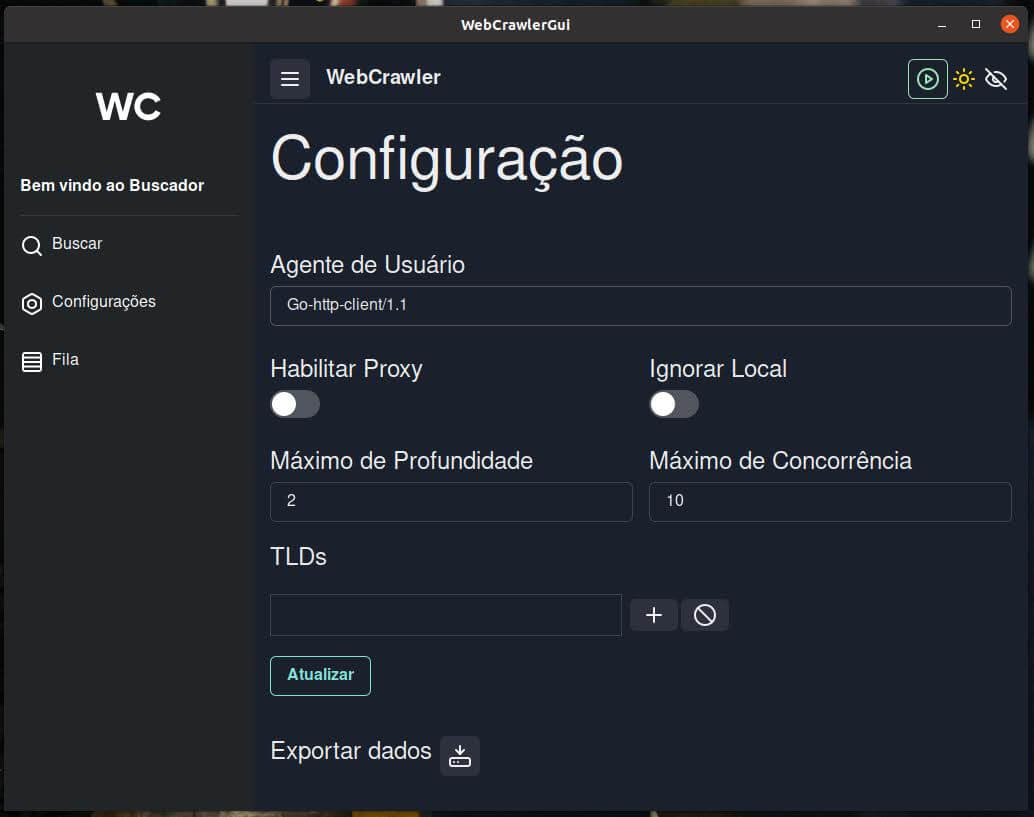 WebCrawlerGui
WC
Bem vindo ao Buscador
Buscar
Configurações
Fila
WebCrawler
Configuração
Agente de Usuário
Go-http-client/1.1
Habilitar Proxy
Ignorar Local
Máximo de Profundidade
Máximo de Concorrência
2
10
TLDs
Atualizar
Exportar dados